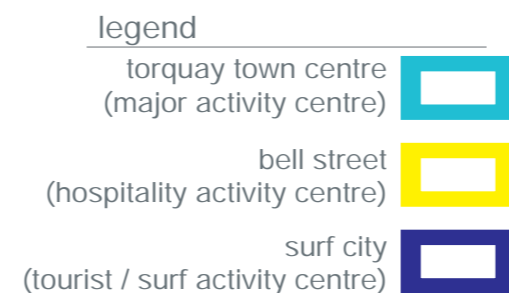 legend
torquay town centre
(major activity centre)
bell street
(hospitality activity centre)
surf city
(tourist / surf activity centre)